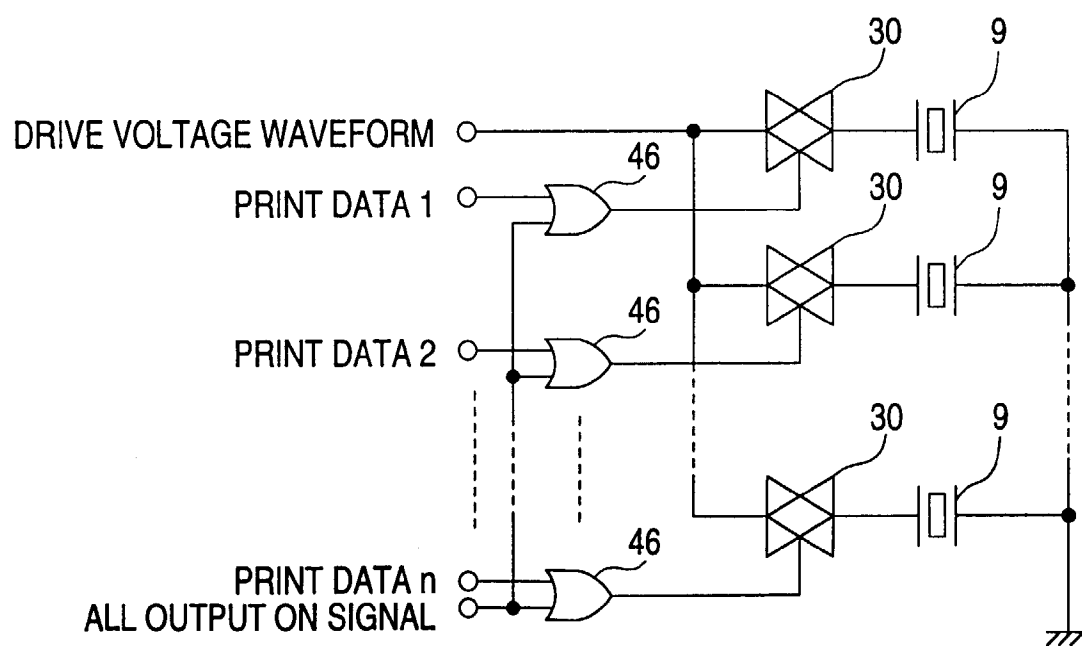 30
9
DRIVE VOLTAGE WAVEFORM
46
PRINT DATA 1
30
9
46
PRINT DATA 2
30
9
46
PRINT DATA n
ALL OUTPUT ON SIGNAL